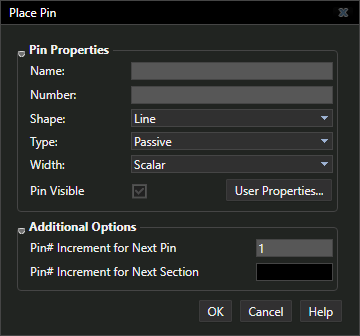 Place Pin
Pin Properties
Name:
Number:
Shape: Line
Type: Passive
Width: Scalar
Pin Visible User Properties...
Additional Options
Pin# Increment for Next Pin 1
Pin# Increment for Next Section
OK Cancel Help